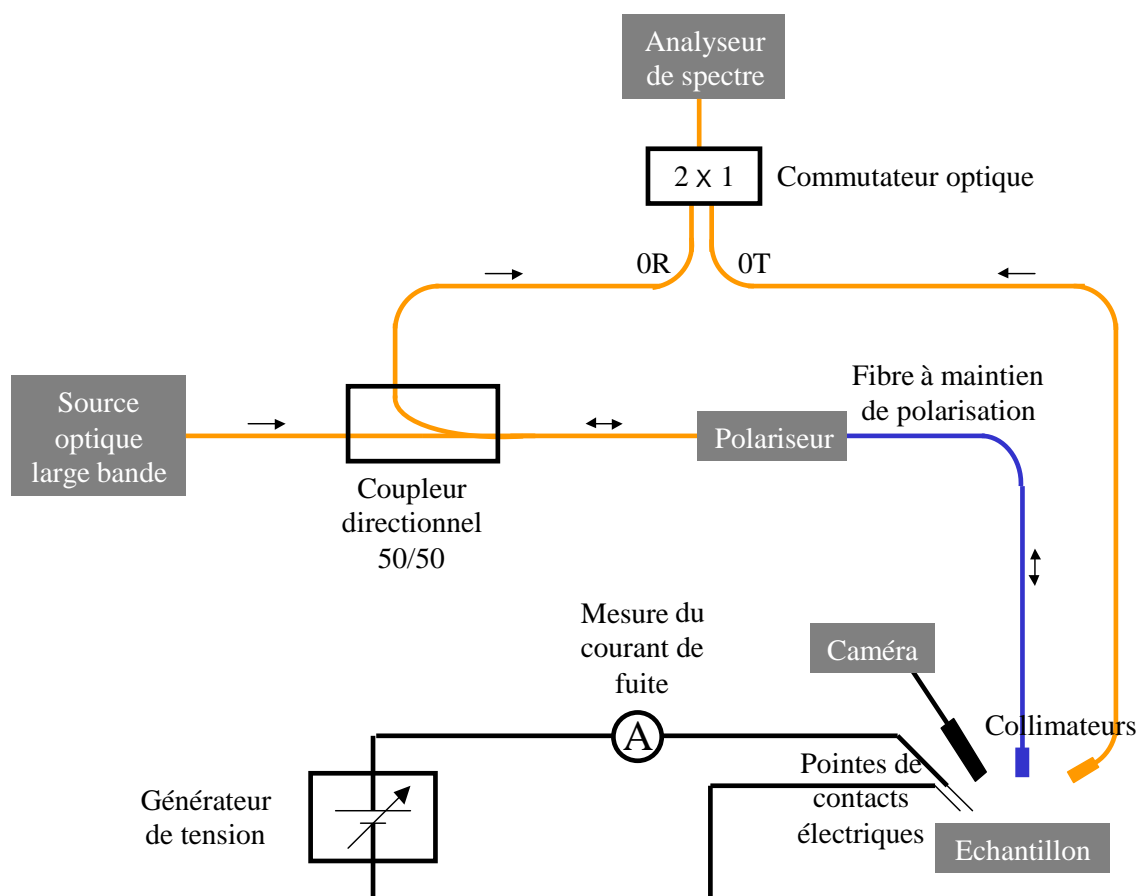 Analyseur
de spectre
2 x 1
Commutateur optique
0R
0T
Source
optique
large bande
Coupleur
directionnel
50/50
Polariseur
Fibre à maintien
de polarisation
Mesure du
courant de
fuite
A
Caméra
Collimateurs
Pointes de
contacts
électriques
Générateur
de tension
Echantillon